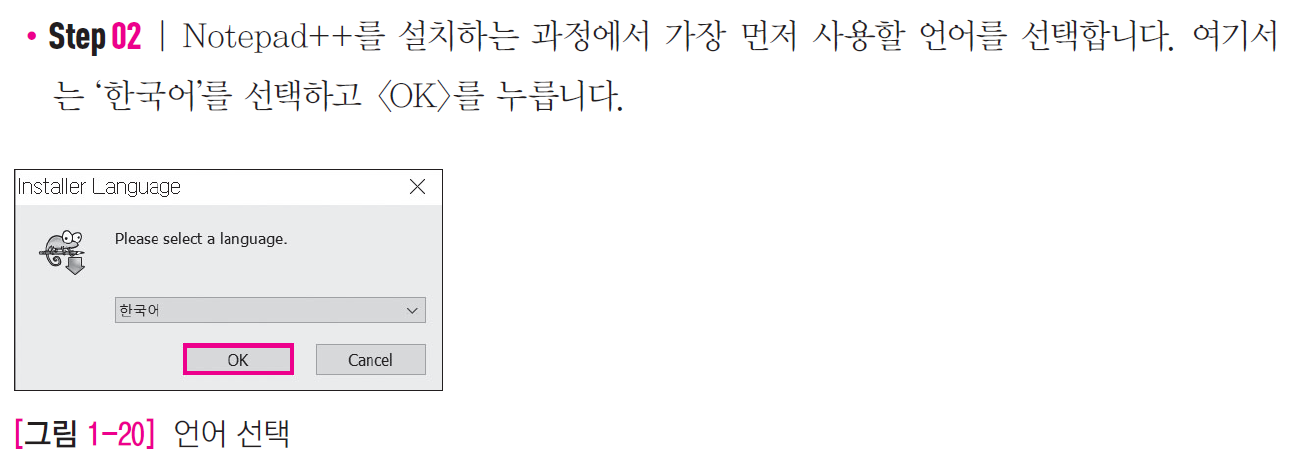 • Step 02 | Notepad++를 설치하는 과정에서 가장 먼저 사용할 언어를 선택합니다. 여기서
는 ‘한국어’를 선택하고 〈OK〉를 누릅니다.
Installer Language
Please select a language.
한국어
OK Cancel
[그림 1-20] 언어 선택